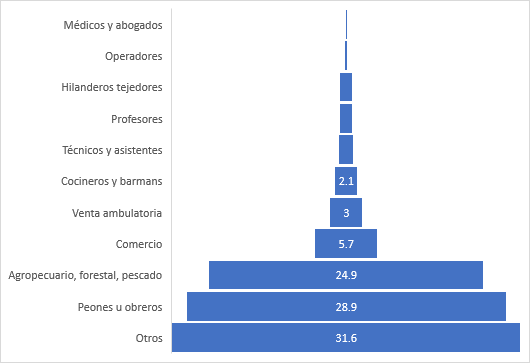 Médicos y abogados
Operadores
Hilanderos tejedores
Profesores
Técnicos y asistentes
Cocineros y barmans 2.1
Venta ambulatoria 3
Comercio 5.7
Agropecuario, forestal, pescado 24.9
Peones u obreros 28.9
Otros 31.6